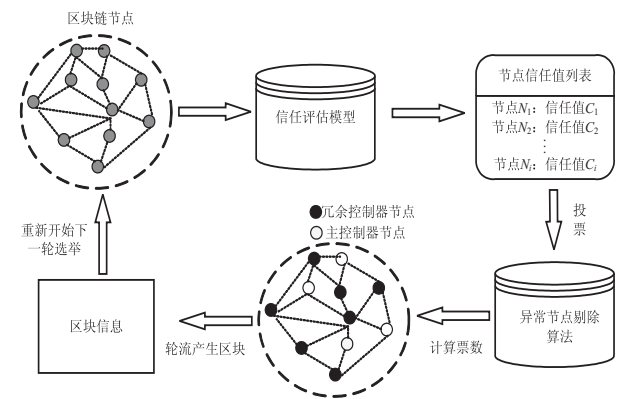 区块链节点
信任评估模型
节点信任值列表
节点N₁：信任值C₁
节点N₂：信任值C₂
⋮
节点Nᵢ：信任值Cᵢ
投
票
异常节点剔除
算法
计算票数
冗余控制器节点
主控制器节点
轮流产生区块
区块信息
重新开始下
一轮选举